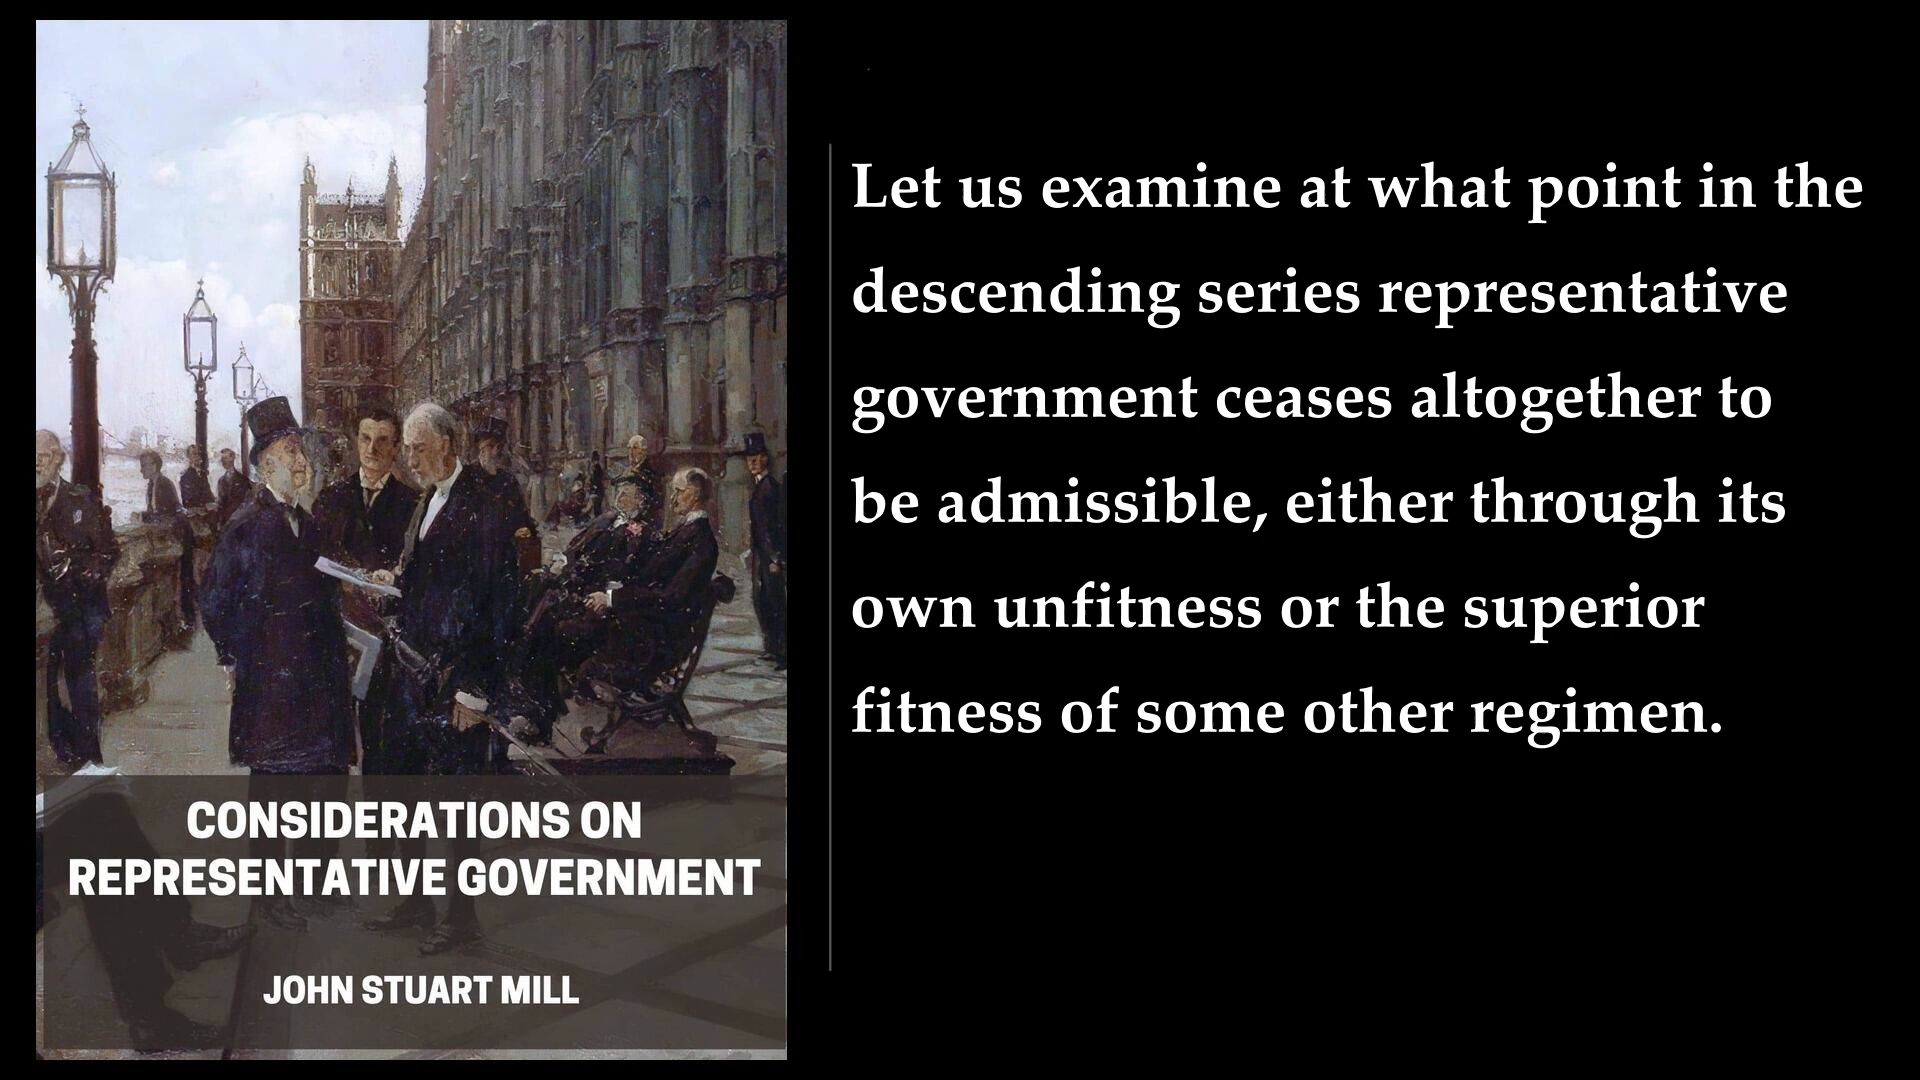 Let us examine at what point in the
descending series representative
government ceases altogether to
be admissible, either through its
own unfitness or the superior
fitness of some other regimen.
CONSIDERATIONS ON
REPRESENTATIVE GOVERNMENT
JOHN STUART MILL